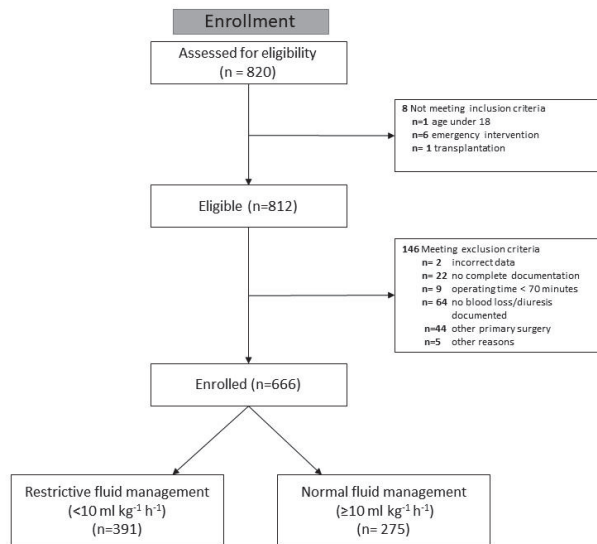 Enrollment
Assessed for eligibility
(n = 820)
8 Not meeting inclusion criteria
n=1 age under 18
n=6 emergency intervention
n= 1 transplantation
Eligible (n=812)
146 Meeting exclusion criteria
n= 2 incorrect data
n= 22 no complete documentation
n= 9 operating time < 70 minutes
n= 64 no blood loss/diuresis
documented
n=44 other primary surgery
n=5 other reasons
Enrolled (n=666)
Restrictive fluid management
(<10 ml kg⁻¹ h⁻¹)
(n=391)
Normal fluid management
(≥10 ml kg⁻¹ h⁻¹)
(n= 275)